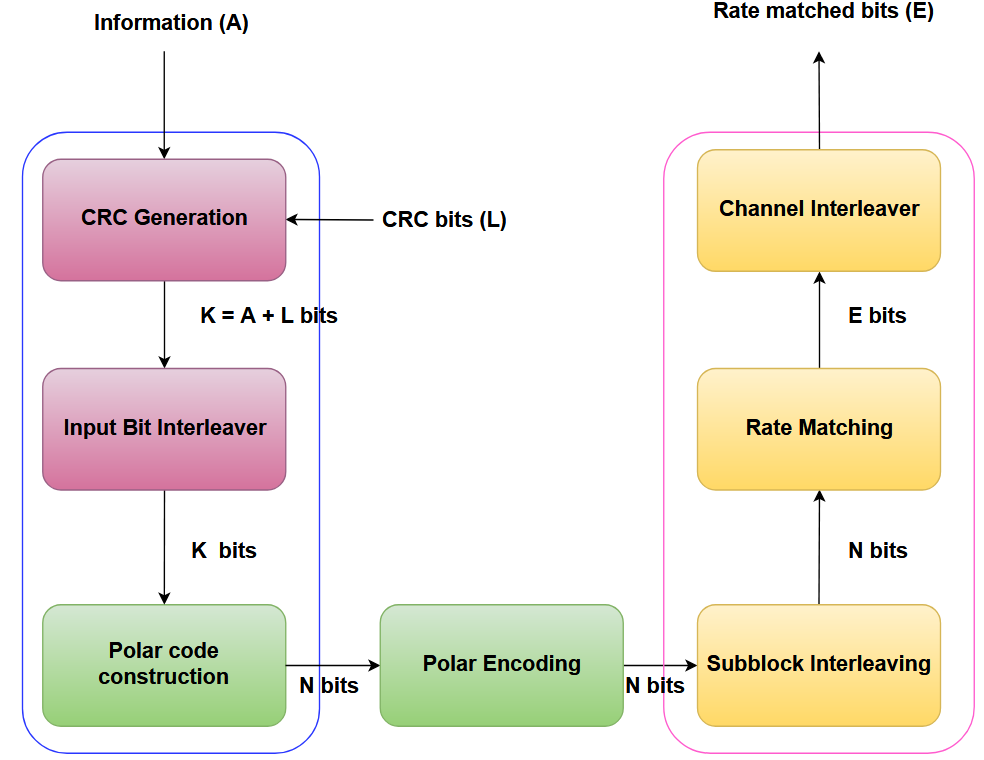 Information (A)
CRC Generation
CRC bits (L)
K = A + L bits
Input Bit Interleaver
K  bits
Polar code
construction
N bits
Polar Encoding
N bits
Subblock Interleaving
N bits
Rate Matching
E bits
Channel Interleaver
Rate matched bits (E)